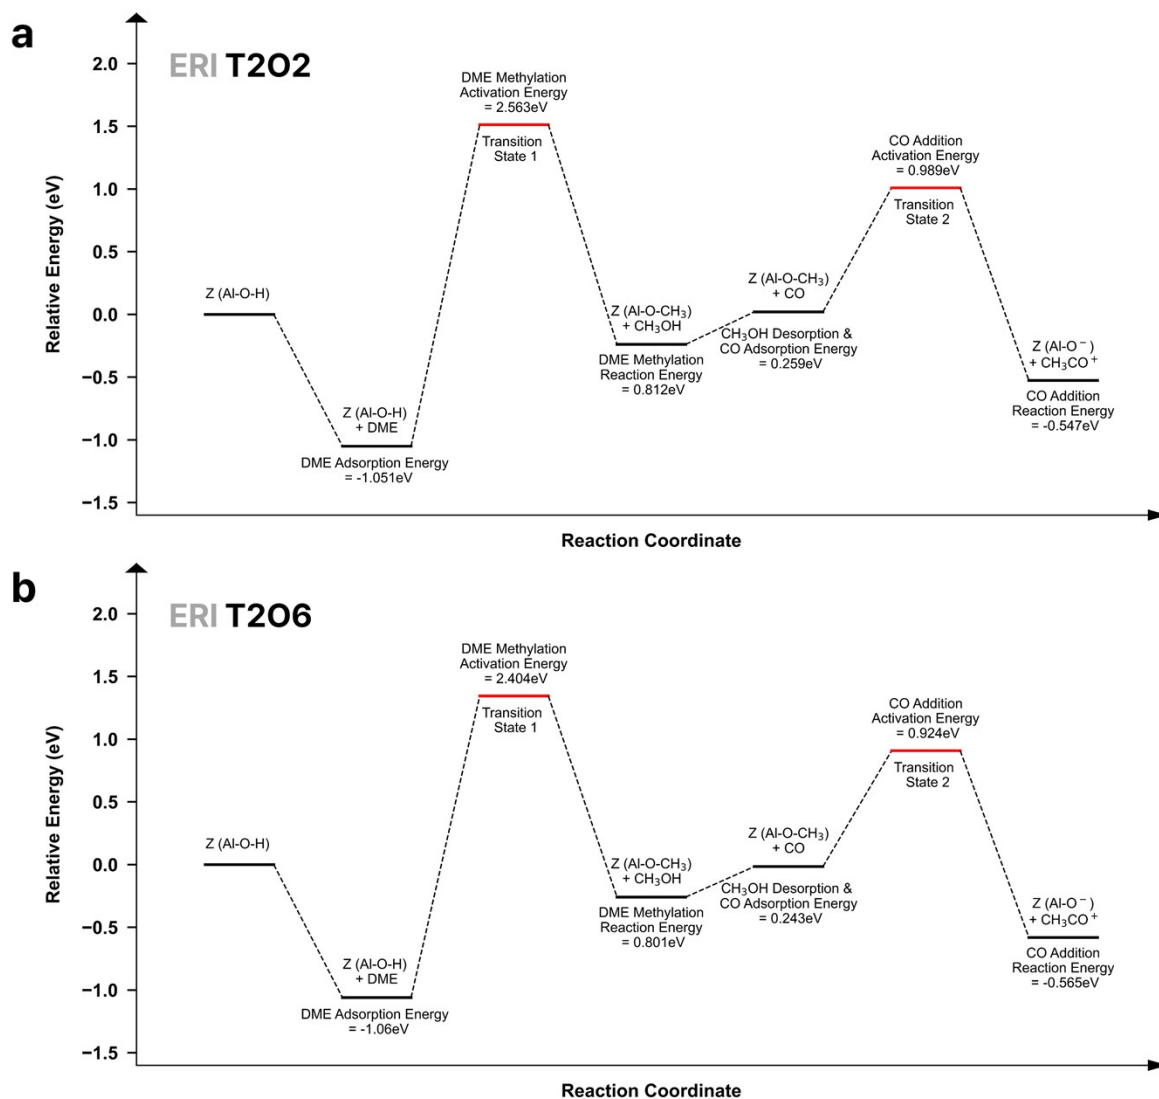 a
ERI T2O2
Relative Energy (eV)
2.0
1.5
1.0
0.5
0.0
−0.5
−1.0
−1.5
Z (Al-O-H)
Z (Al-O-H)
+ DME
DME Adsorption Energy
= -1.051eV
DME Methylation
Activation Energy
= 2.563eV
Transition
State 1
Z (Al-O-CH₃)
+ CH₃OH
DME Methylation
Reaction Energy
= 0.812eV
Z (Al-O-CH₃)
+ CO
CH₃OH Desorption &
CO Adsorption Energy
= 0.259eV
CO Addition
Activation Energy
= 0.989eV
Transition
State 2
Z (Al-O⁻)
+ CH₃CO⁺
CO Addition
Reaction Energy
= -0.547eV
Reaction Coordinate
b
ERI T2O6
Relative Energy (eV)
2.0
1.5
1.0
0.5
0.0
−0.5
−1.0
−1.5
Z (Al-O-H)
Z (Al-O-H)
+ DME
DME Adsorption Energy
= -1.06eV
DME Methylation
Activation Energy
= 2.404eV
Transition
State 1
Z (Al-O-CH₃)
+ CH₃OH
DME Methylation
Reaction Energy
= 0.801eV
Z (Al-O-CH₃)
+ CO
CH₃OH Desorption &
CO Adsorption Energy
= 0.243eV
CO Addition
Activation Energy
= 0.924eV
Transition
State 2
Z (Al-O⁻)
+ CH₃CO⁺
CO Addition
Reaction Energy
= -0.565eV
Reaction Coordinate